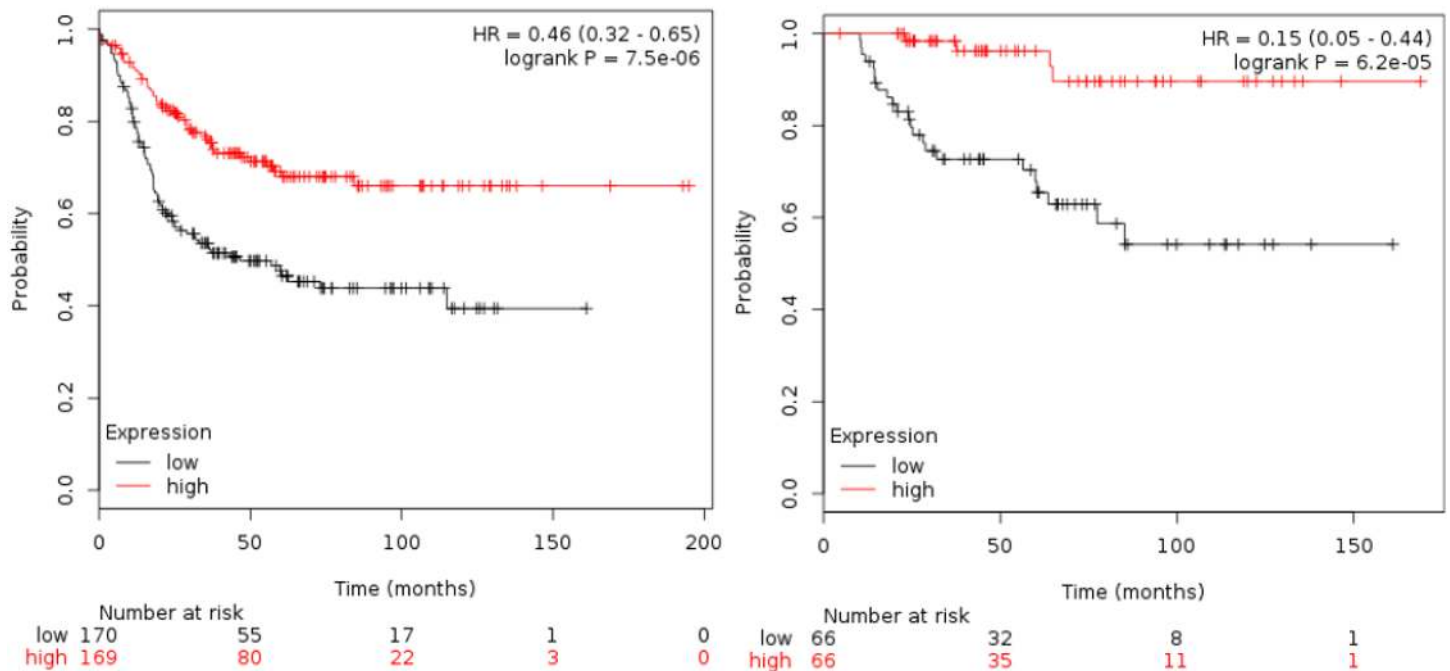 HR = 0.46 (0.32 - 0.65)
logrank P = 7.5e-06
1.0
0.8
0.6
0.4
0.2
0.0
Probability
Expression
low
high
0 50 100 150 200
Time (months)
Number at risk
low 170 55 17 1 0
high 169 80 22 3 0
HR = 0.15 (0.05 - 0.44)
logrank P = 6.2e-05
1.0
0.8
0.6
0.4
0.2
0.0
Probability
Expression
low
high
0 50 100 150
Time (months)
Number at risk
low 66 32 8 1
high 66 35 11 1